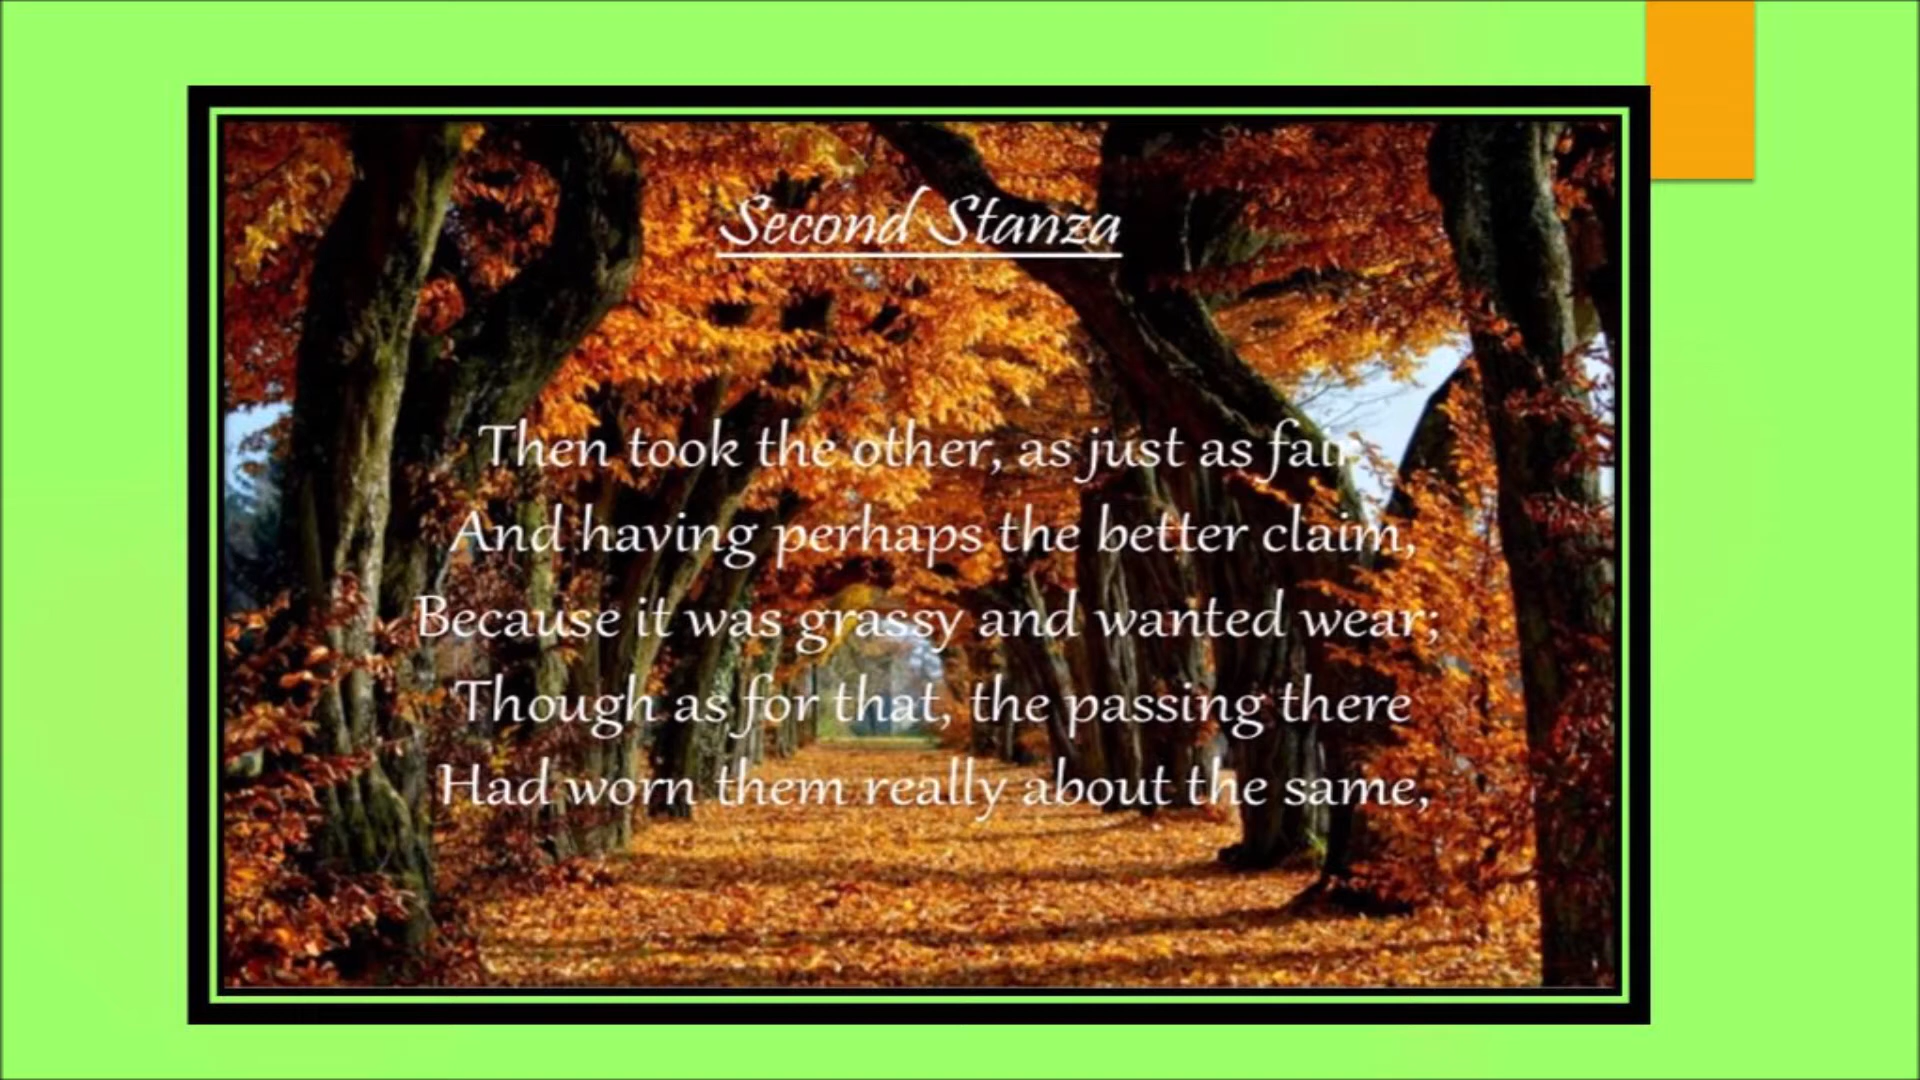 Second Stanza
Then took the other, as just as fair
And having perhaps the better claim,
Because it was grassy and wanted wear;
Though as for that, the passing there
Had worn them really about the same,